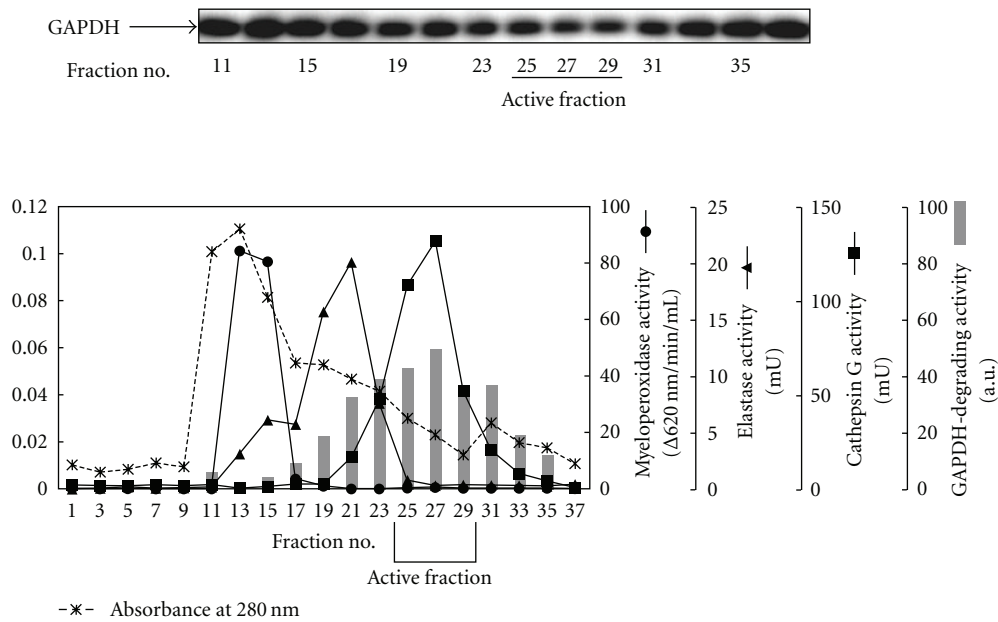 GAPDH
Fraction no. 11 15 19 23 25 27 29 31 35
Active fraction
0.12
0.1
0.08
0.06
0.04
0.02
0
1 3 5 7 9 11 13 15 17 19 21 23 25 27 29 31 33 35 37
Fraction no.
Active fraction
Absorbance at 280 nm
100
80
60
40
20
0
Myeloperoxidase activity
(Δ620 nm/min/mL)
25
20
15
10
5
0
Elastase activity
(mU)
150
100
50
0
Cathepsin G activity
(mU)
100
80
60
40
20
0
GAPDH-degrading activity
(a.u.)